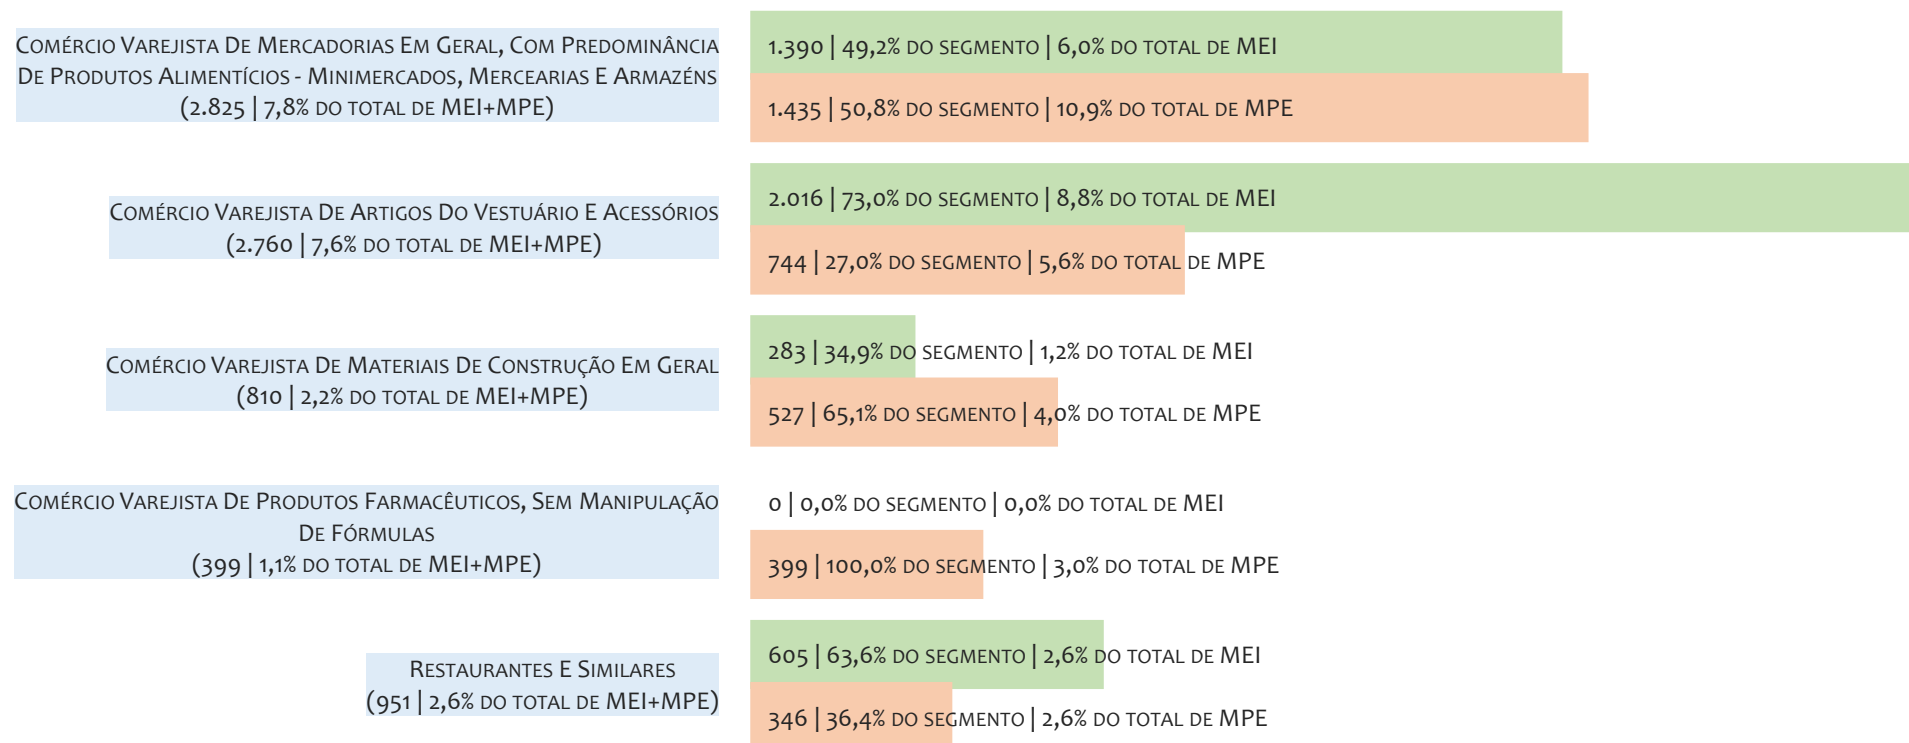 Comércio Varejista De Mercadorias Em Geral, Com Predominância
De Produtos Alimentícios - Minimercados, Mercearias E Armazéns
(2.825 | 7,8% do total de MEI+MPE)
1.390 | 49,2% do segmento | 6,0% do total de MEI
1.435 | 50,8% do segmento | 10,9% do total de MPE
Comércio Varejista De Artigos Do Vestuário E Acessórios
(2.760 | 7,6% do total de MEI+MPE)
2.016 | 73,0% do segmento | 8,8% do total de MEI
744 | 27,0% do segmento | 5,6% do total de MPE
Comércio Varejista De Materiais De Construção Em Geral
(810 | 2,2% do total de MEI+MPE)
283 | 34,9% do segmento | 1,2% do total de MEI
527 | 65,1% do segmento | 4,0% do total de MPE
Comércio Varejista De Produtos Farmacêuticos, Sem Manipulação
De Fórmulas
(399 | 1,1% do total de MEI+MPE)
0 | 0,0% do segmento | 0,0% do total de MEI
399 | 100,0% do segmento | 3,0% do total de MPE
Restaurantes E Similares
(951 | 2,6% do total de MEI+MPE)
605 | 63,6% do segmento | 2,6% do total de MEI
346 | 36,4% do segmento | 2,6% do total de MPE